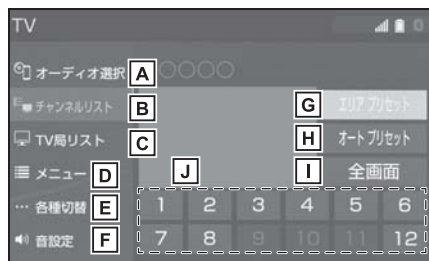 TV
オーディオ選択 A ○○○○
チャンネルリスト B G エリアプリセット
TV局リスト C H オートプリセット
メニュー D J I 全画面
… 各種切替 E 1 2 3 4 5 6
音設定 F 7 8 9 10 11 12